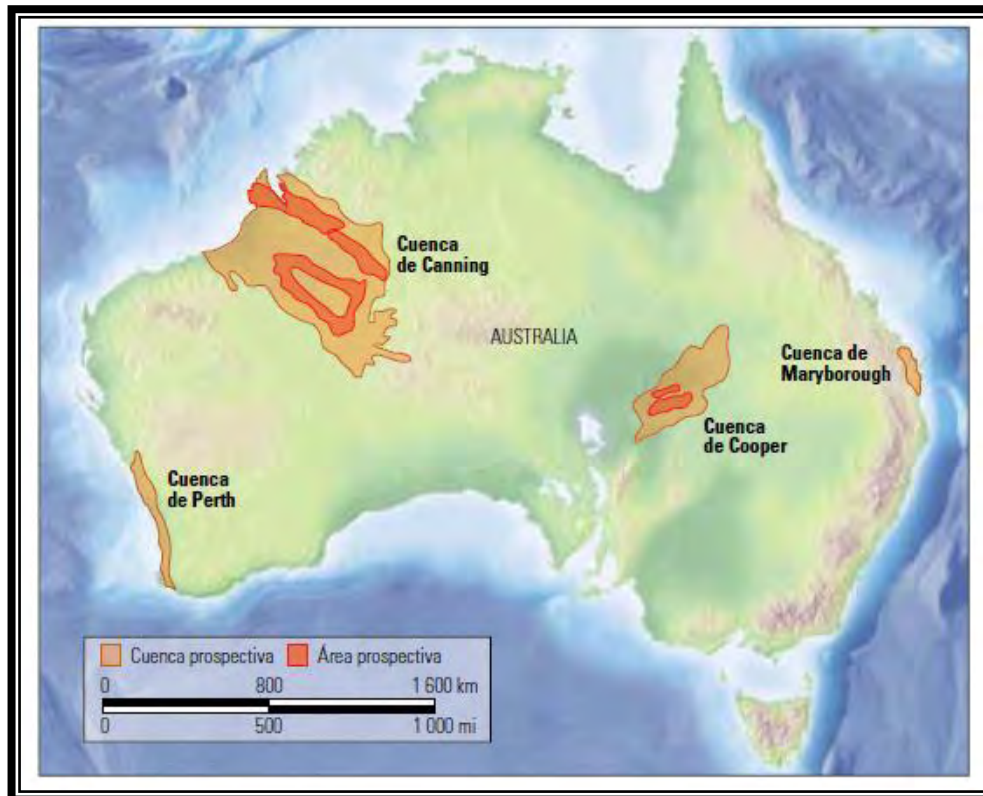 Cuenca
de Canning
AUSTRALIA
Cuenca de
Maryborough
Cuenca
de Cooper
Cuenca
de Perth
Cuenca prospectiva
Área prospectiva
0 800 1 600 km
0 500 1 000 mi